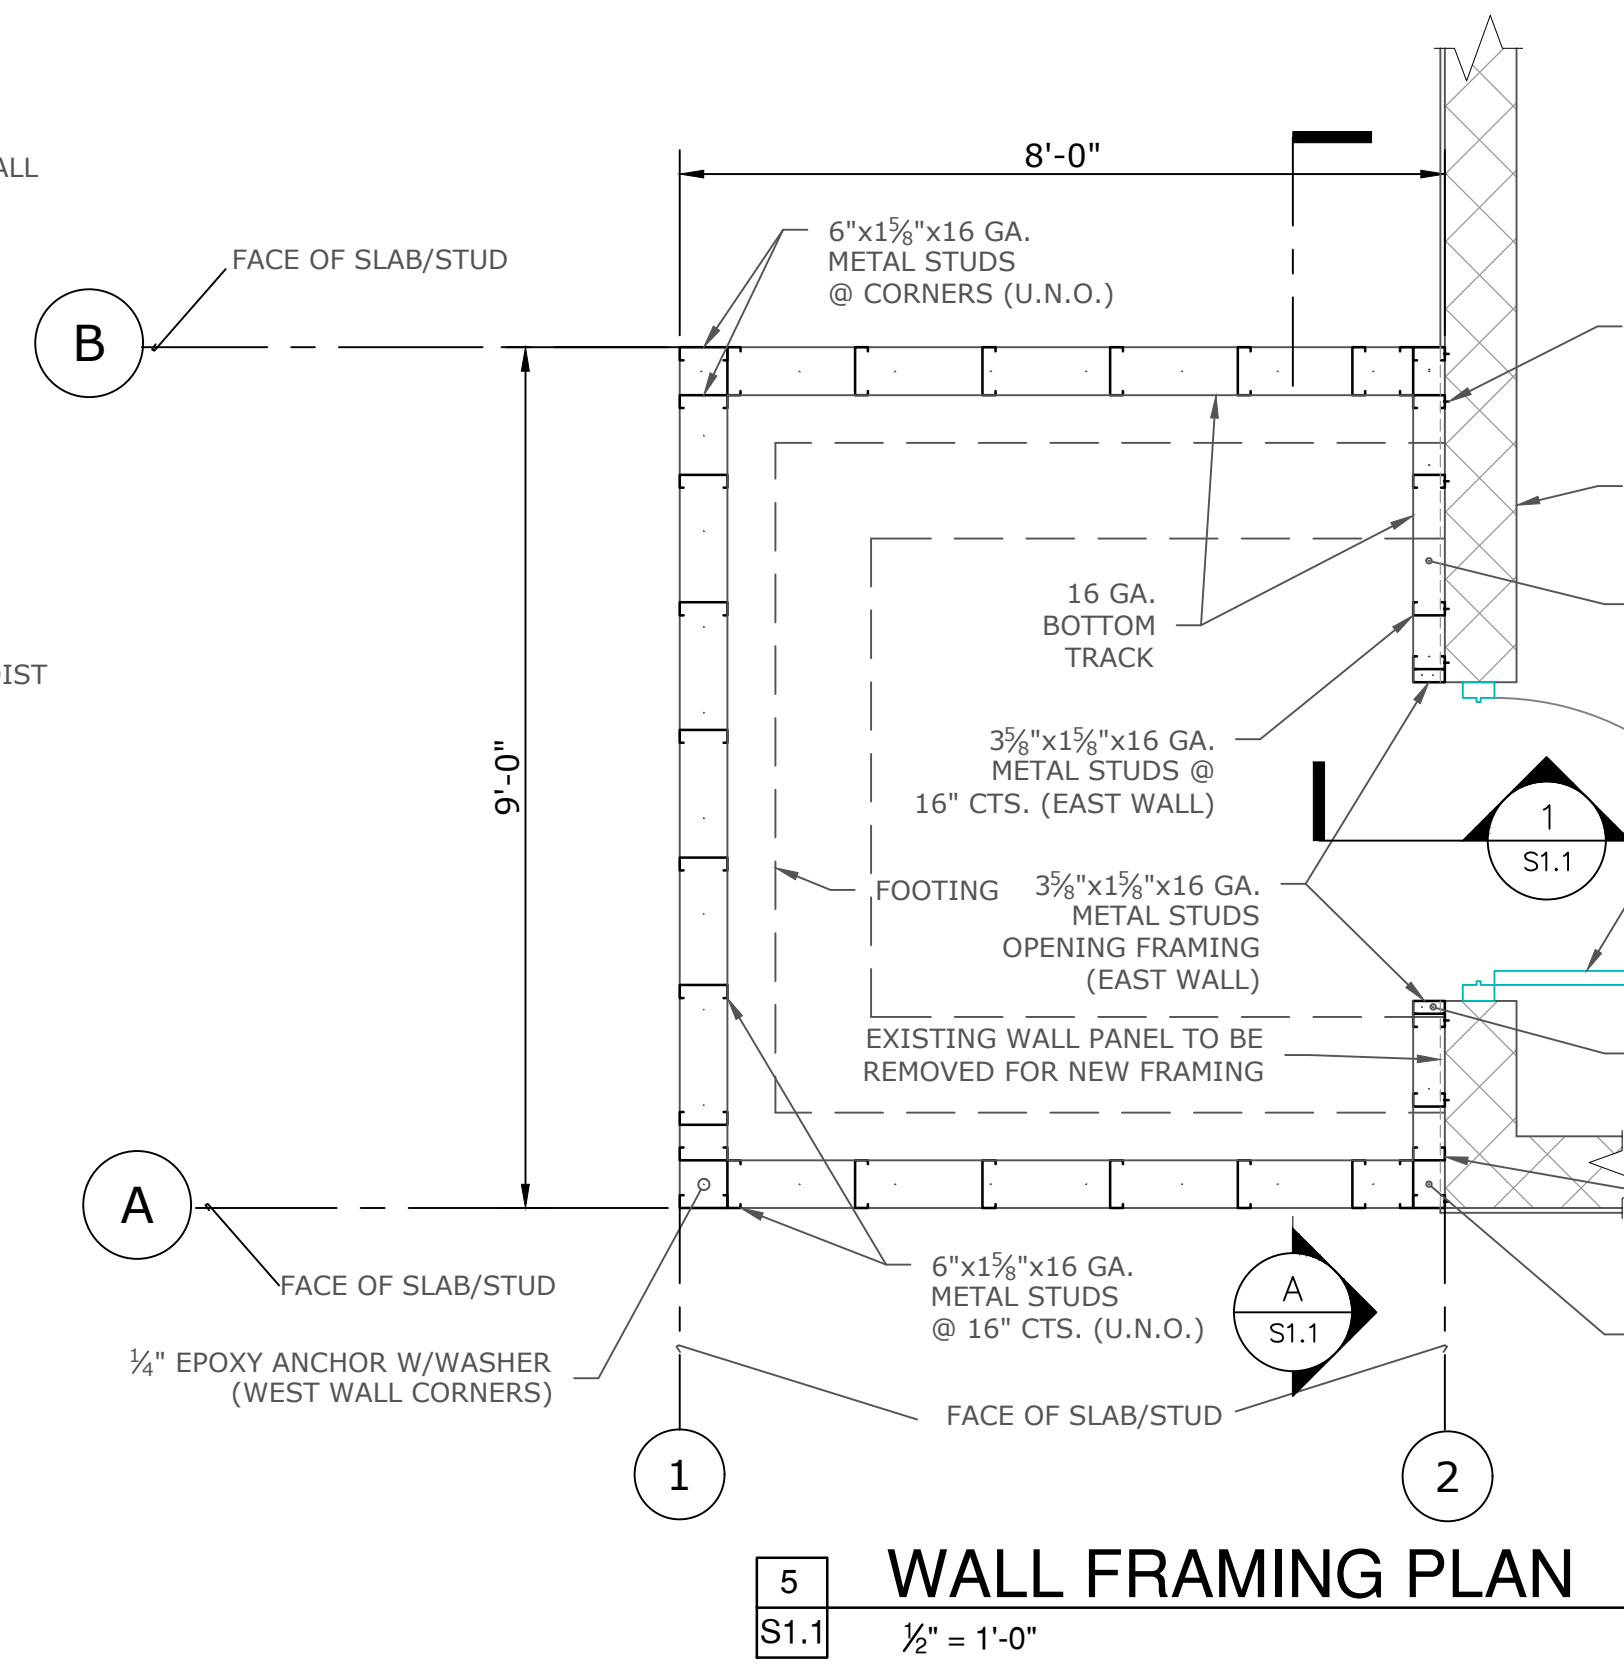 ALL
8'-0"
6"x1⅝"x16 GA.
METAL STUDS
@ CORNERS (U.N.O.)
FACE OF SLAB/STUD
B
16 GA.
BOTTOM
TRACK
9'-0"
3⅝"x1⅝"x16 GA.
METAL STUDS @
16" CTS. (EAST WALL)
1
S1.1
FOOTING
3⅝"x1⅝"x16 GA.
METAL STUDS
OPENING FRAMING
(EAST WALL)
EXISTING WALL PANEL TO BE
REMOVED FOR NEW FRAMING
A
FACE OF SLAB/STUD
6"x1⅝"x16 GA.
METAL STUDS
@ 16" CTS. (U.N.O.)
A
S1.1
¼" EPOXY ANCHOR W/WASHER
(WEST WALL CORNERS)
FACE OF SLAB/STUD
1
2
5
S1.1
WALL FRAMING PLAN
½" = 1'-0"